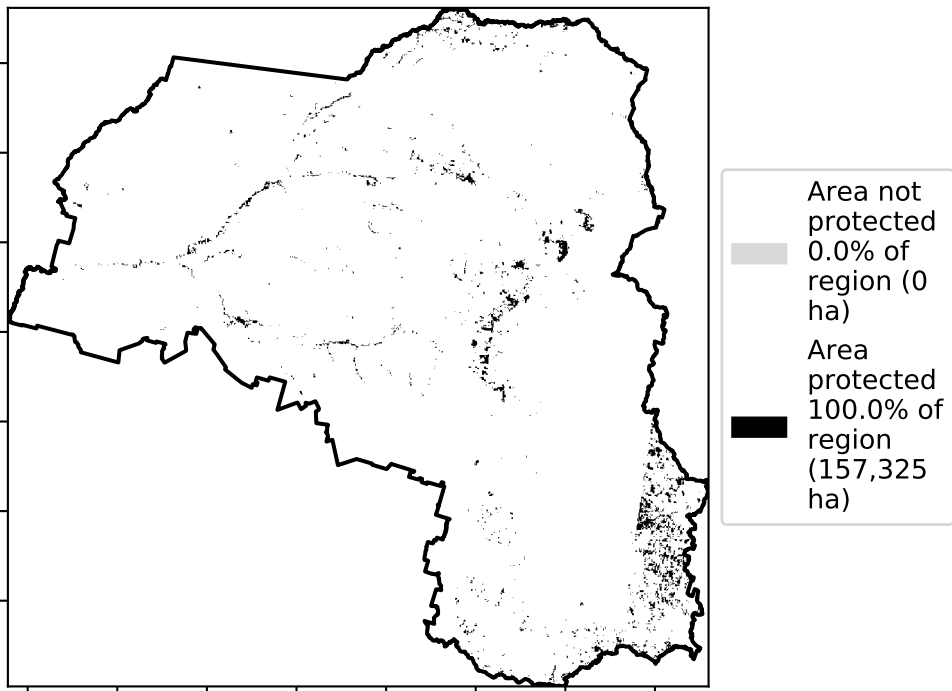 Area not
protected
0.0% of
region (0
ha)
Area
protected
100.0% of
region
(157,325
ha)